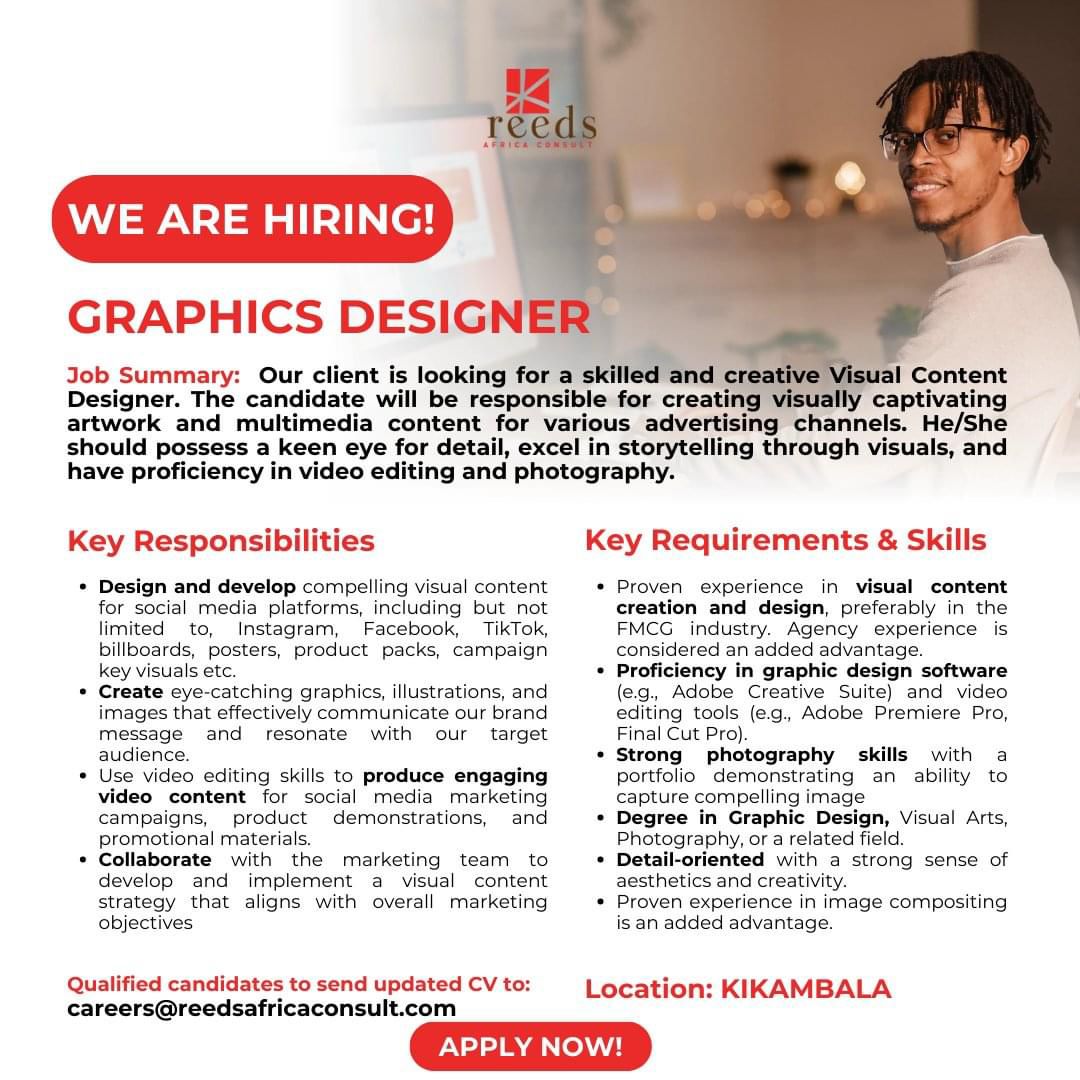 reeds
AFRICA CONSULT
WE ARE HIRING!
GRAPHICS DESIGNER
Job Summary: Our client is looking for a skilled and creative Visual Content
Designer. The candidate will be responsible for creating visually captivating
artwork and multimedia content for various advertising channels. He/She
should possess a keen eye for detail, excel in storytelling through visuals, and
have proficiency in video editing and photography.
Key Responsibilities
• Design and develop compelling visual content
for social media platforms, including but not
limited to, Instagram, Facebook, TikTok,
billboards, posters, product packs, campaign
key visuals etc.
• Create eye-catching graphics, illustrations, and
images that effectively communicate our brand
message and resonate with our target
audience.
• Use video editing skills to produce engaging
video content for social media marketing
campaigns, product demonstrations, and
promotional materials.
• Collaborate with the marketing team to
develop and implement a visual content
strategy that aligns with overall marketing
objectives
Key Requirements & Skills
• Proven experience in visual content
creation and design, preferably in the
FMCG industry. Agency experience is
considered an added advantage.
• Proficiency in graphic design software
(e.g., Adobe Creative Suite) and video
editing tools (e.g., Adobe Premiere Pro,
Final Cut Pro).
• Strong photography skills with a
portfolio demonstrating an ability to
capture compelling image
• Degree in Graphic Design, Visual Arts,
Photography, or a related field.
• Detail-oriented with a strong sense of
aesthetics and creativity.
• Proven experience in image compositing
is an added advantage.
Qualified candidates to send updated CV to:
careers@reedsafricaconsult.com
Location: KIKAMBALA
APPLY NOW!